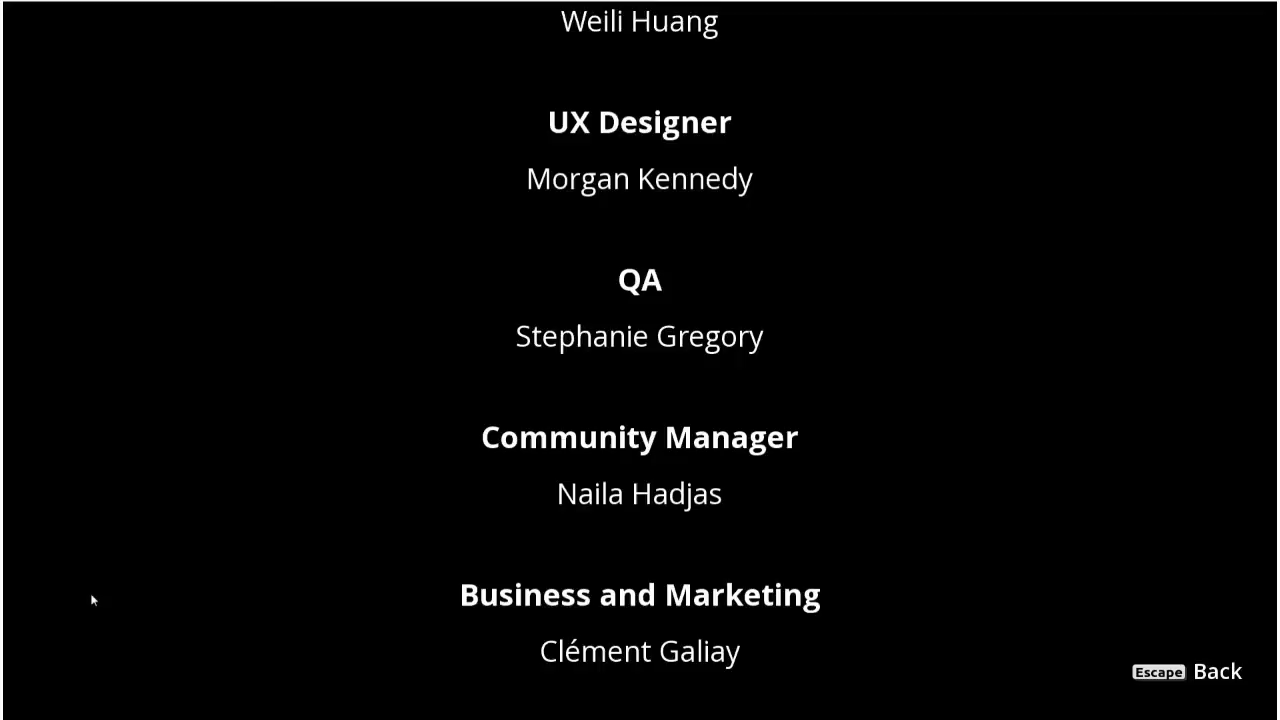 Weili Huang
UX Designer
Morgan Kennedy
QA
Stephanie Gregory
Community Manager
Naila Hadjas
Business and Marketing
Clément Galiay
Escape Back